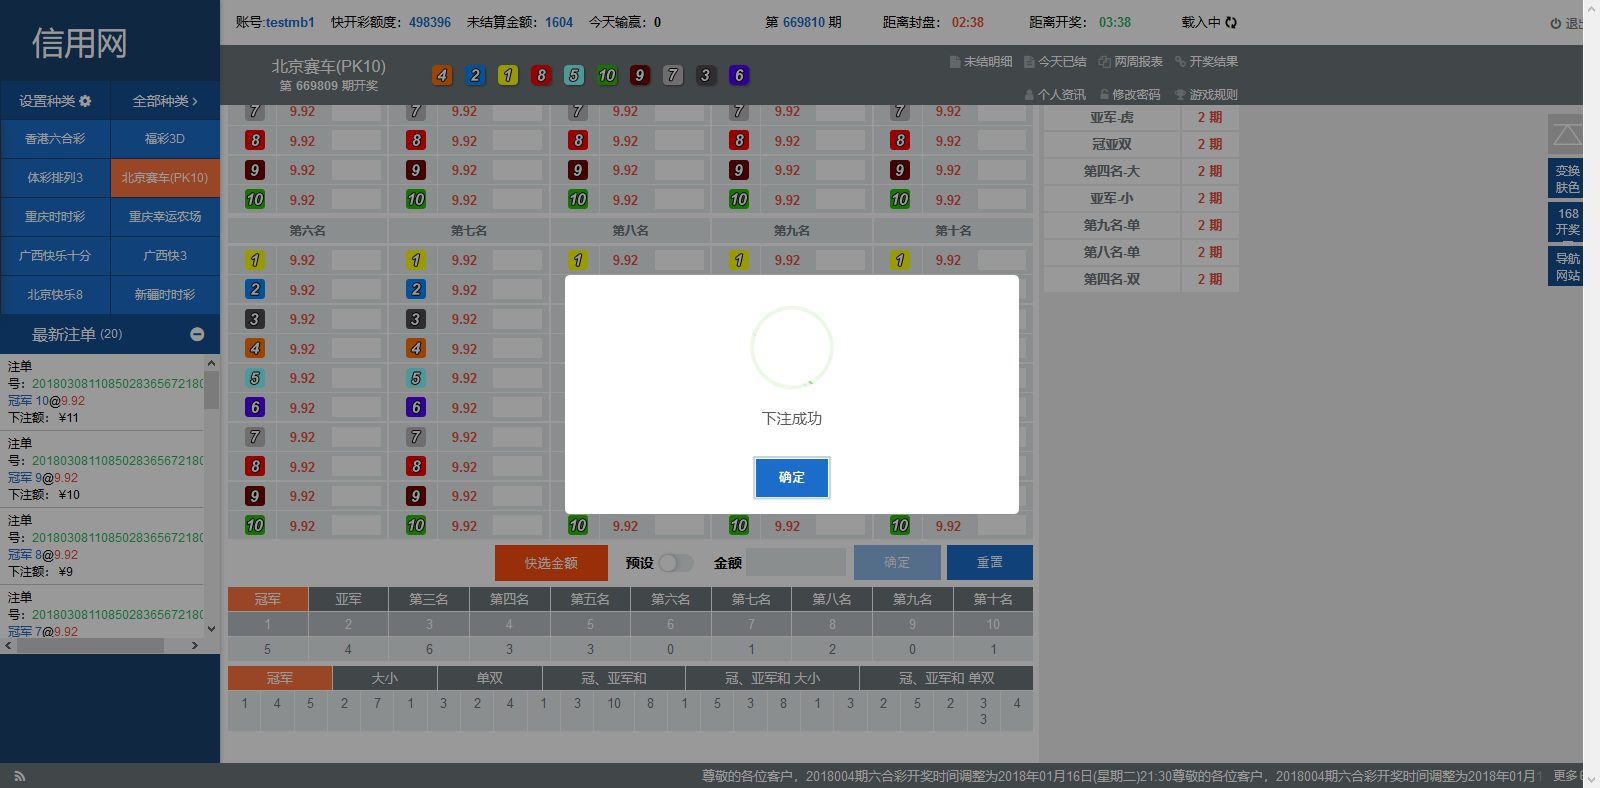 账号:testmb1 快开彩额度：498396 未结算金额：1604 今天输赢：0 第 669810 期 距离封盘： 02:38 距离开奖： 03:38 载入中
信用网
北京赛车(PK10)
第 669809 期开奖
4 2 1 8 5 10 9 7 3 6
未结明细 今天已结 两周报表 开奖结果
个人资讯 修改密码 游戏规则
设置种类 全部种类
香港六合彩 福彩3D
体彩排列3 北京赛车(PK10)
重庆时时彩 重庆幸运农场
广西快乐十分 广西快3
北京快乐8 新疆时时彩
最新注单 (20)
注单
号：2018030811085028365672180
冠军 10@9.92
下注额： ¥11
注单
号：2018030811085028365672180
冠军 9@9.92
下注额： ¥10
注单
号：2018030811085028365672180
冠军 8@9.92
下注额： ¥9
注单
号：2018030811085028365672180
冠军 7@9.92
7 9.92 7 9.92 7 9.92 7 9.92 7 9.92
8 9.92 8 9.92 8 9.92 8 9.92 8 9.92
9 9.92 9 9.92 9 9.92 9 9.92 9 9.92
10 9.92 10 9.92 10 9.92 10 9.92 10 9.92
第六名 第七名 第八名 第九名 第十名
1 9.92 1 9.92 1 9.92 1 9.92 1 9.92
2 9.92 2 9.92
3 9.92 3 9.92
4 9.92 4 9.92
5 9.92 5 9.92
6 9.92 6 9.92
7 9.92 7 9.92
8 9.92 8 9.92
9 9.92 9 9.92
10 9.92 10 9.92 10 9.92 10 9.92 10 9.92
下注成功
确定
快选金额 预设 金额 确定 重置
冠军 亚军 第三名 第四名 第五名 第六名 第七名 第八名 第九名 第十名
1 2 3 4 5 6 7 8 9 10
5 4 6 3 3 0 1 2 0 1
冠军 大小 单双 冠、亚军和 冠、亚军和 大小 冠、亚军和 单双
1 4 5 2 7 1 3 2 4 1 3 10 8 1 5 3 8 1 3 2 5 2 3 4
3
亚军-虎 2 期
冠亚双 2 期
第四名-大 2 期
亚军-小 2 期
第九名-单 2 期
第八名-单 2 期
第四名-双 2 期
变换
肤色
168
开奖
导航
网站
尊敬的各位客户，2018004期六合彩开奖时间调整为2018年01月16日(星期二)21:30尊敬的各位客户，2018004期六合彩开奖时间调整为2018年01月 更多